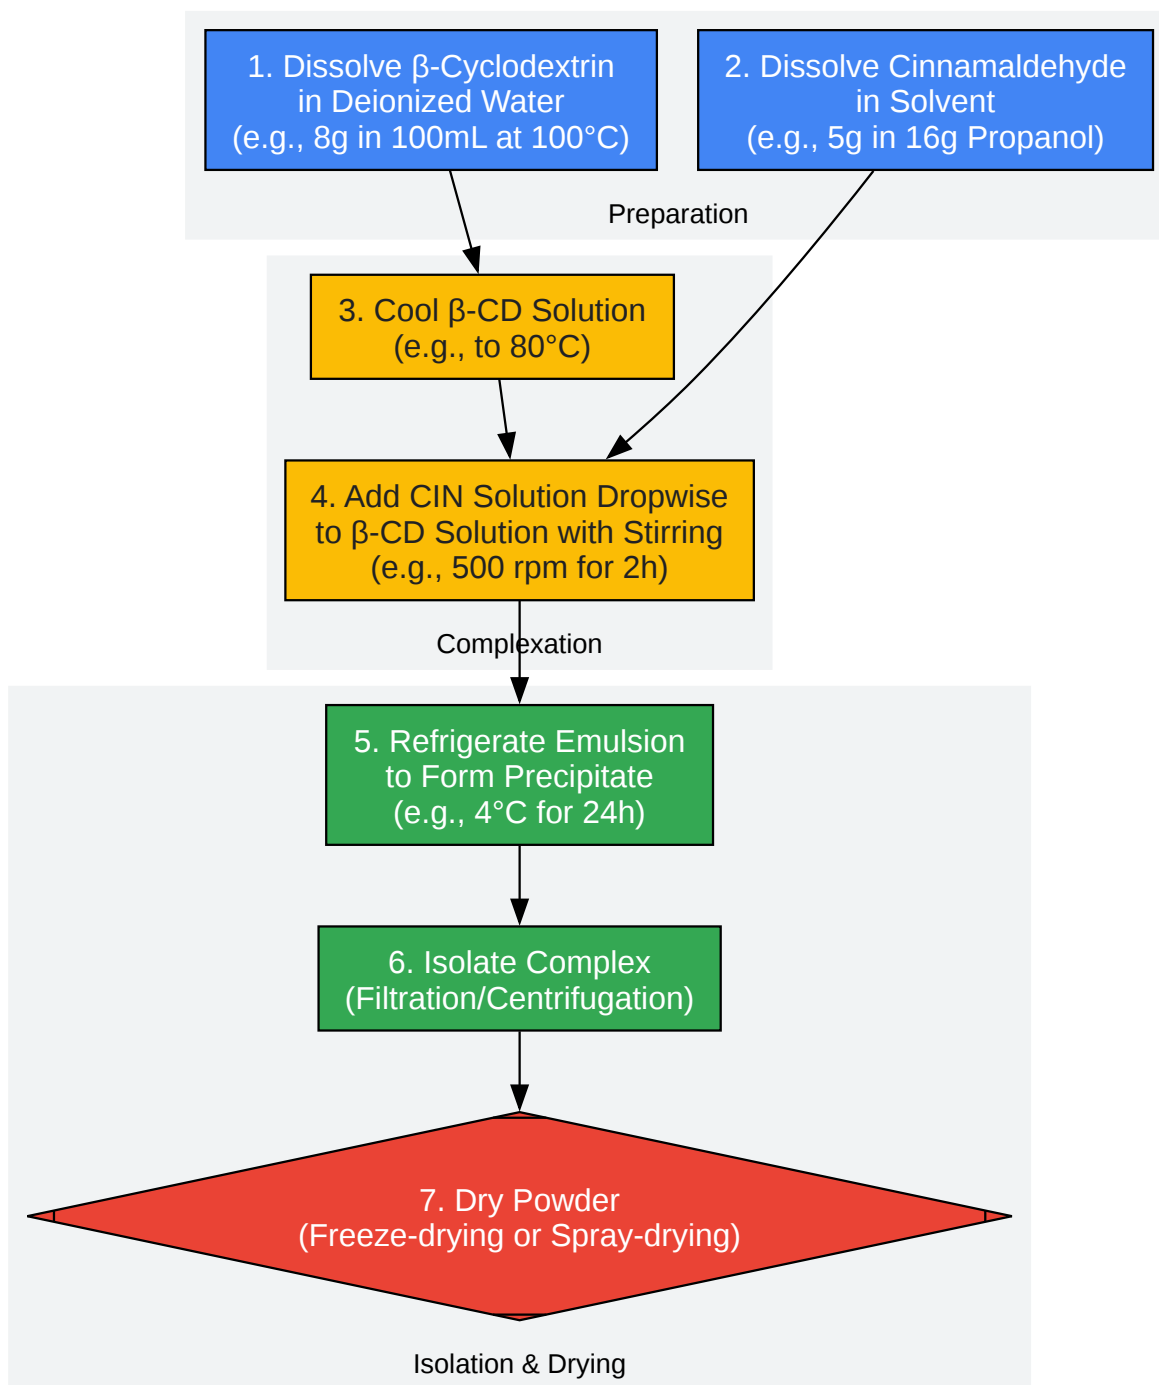 1. Dissolve β-Cyclodextrin
in Deionized Water
(e.g., 8g in 100mL at 100°C)
2. Dissolve Cinnamaldehyde
in Solvent
(e.g., 5g in 16g Propanol)
Preparation
3. Cool β-CD Solution
(e.g., to 80°C)
4. Add CIN Solution Dropwise
to β-CD Solution with Stirring
(e.g., 500 rpm for 2h)
Complexation
5. Refrigerate Emulsion
to Form Precipitate
(e.g., 4°C for 24h)
6. Isolate Complex
(Filtration/Centrifugation)
7. Dry Powder
(Freeze-drying or Spray-drying)
Isolation & Drying